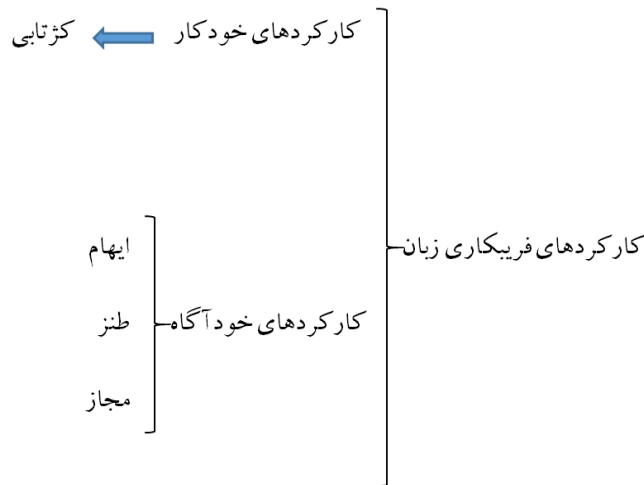 کارکردهای خودکار کژتابی
کارکردهای فریبکاری زبان
کارکردهای خودآگاه
ایهام
طنز
مجاز